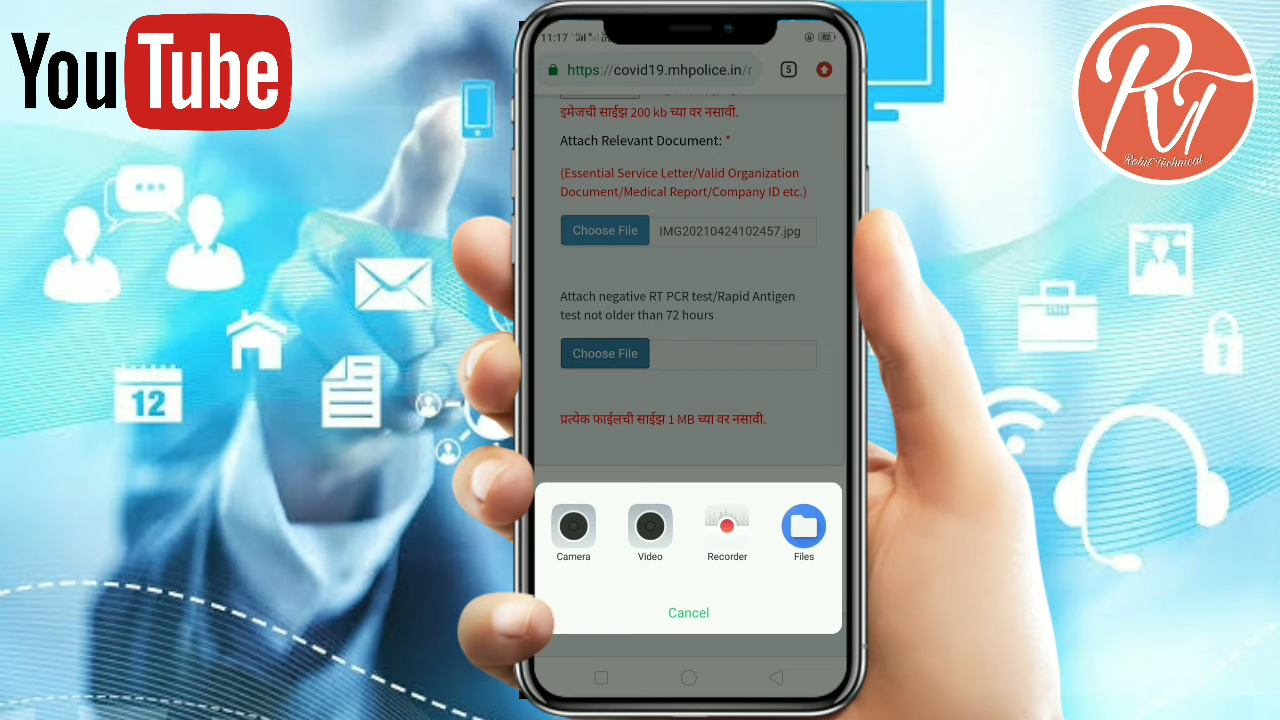 YouTube
RT
Rohit Technical
11:17
82
https://covid19.mhpolice.in/r
5
इमेजची साईझ 200 kb च्या वर नसावी.
Attach Relevant Document: *
(Essential Service Letter/Valid Organization
Document/Medical Report/Company ID etc.)
Choose File IMG20210424102457.jpg
Attach negative RT PCR test/Rapid Antigen
test not older than 72 hours
Choose File
प्रत्येक फाईलची साईझ 1 MB च्या वर नसावी.
Camera Video Recorder Files
Cancel
12